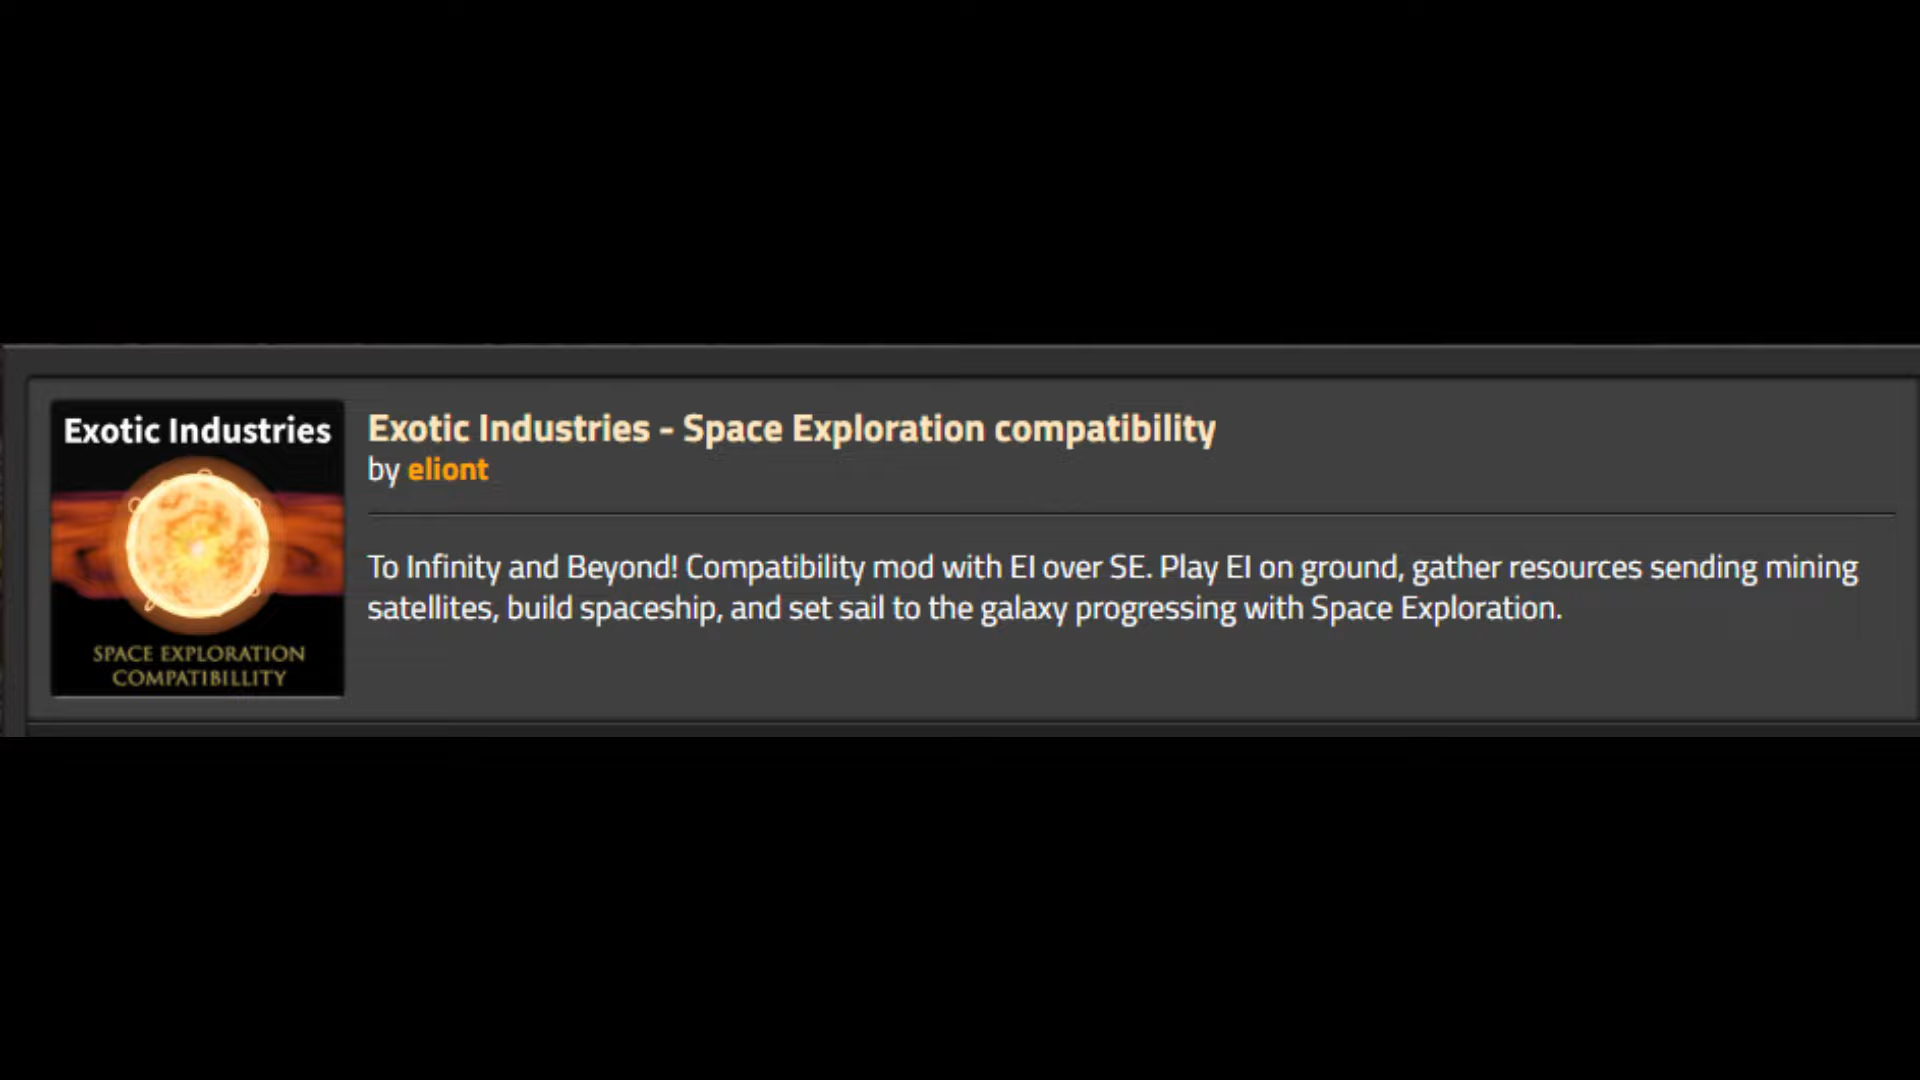 Exotic Industries
SPACE EXPLORATION
COMPATIBILLITY
Exotic Industries - Space Exploration compatibility
by eliont
To Infinity and Beyond! Compatibility mod with EI over SE. Play EI on ground, gather resources sending mining
satellites, build spaceship, and set sail to the galaxy progressing with Space Exploration.